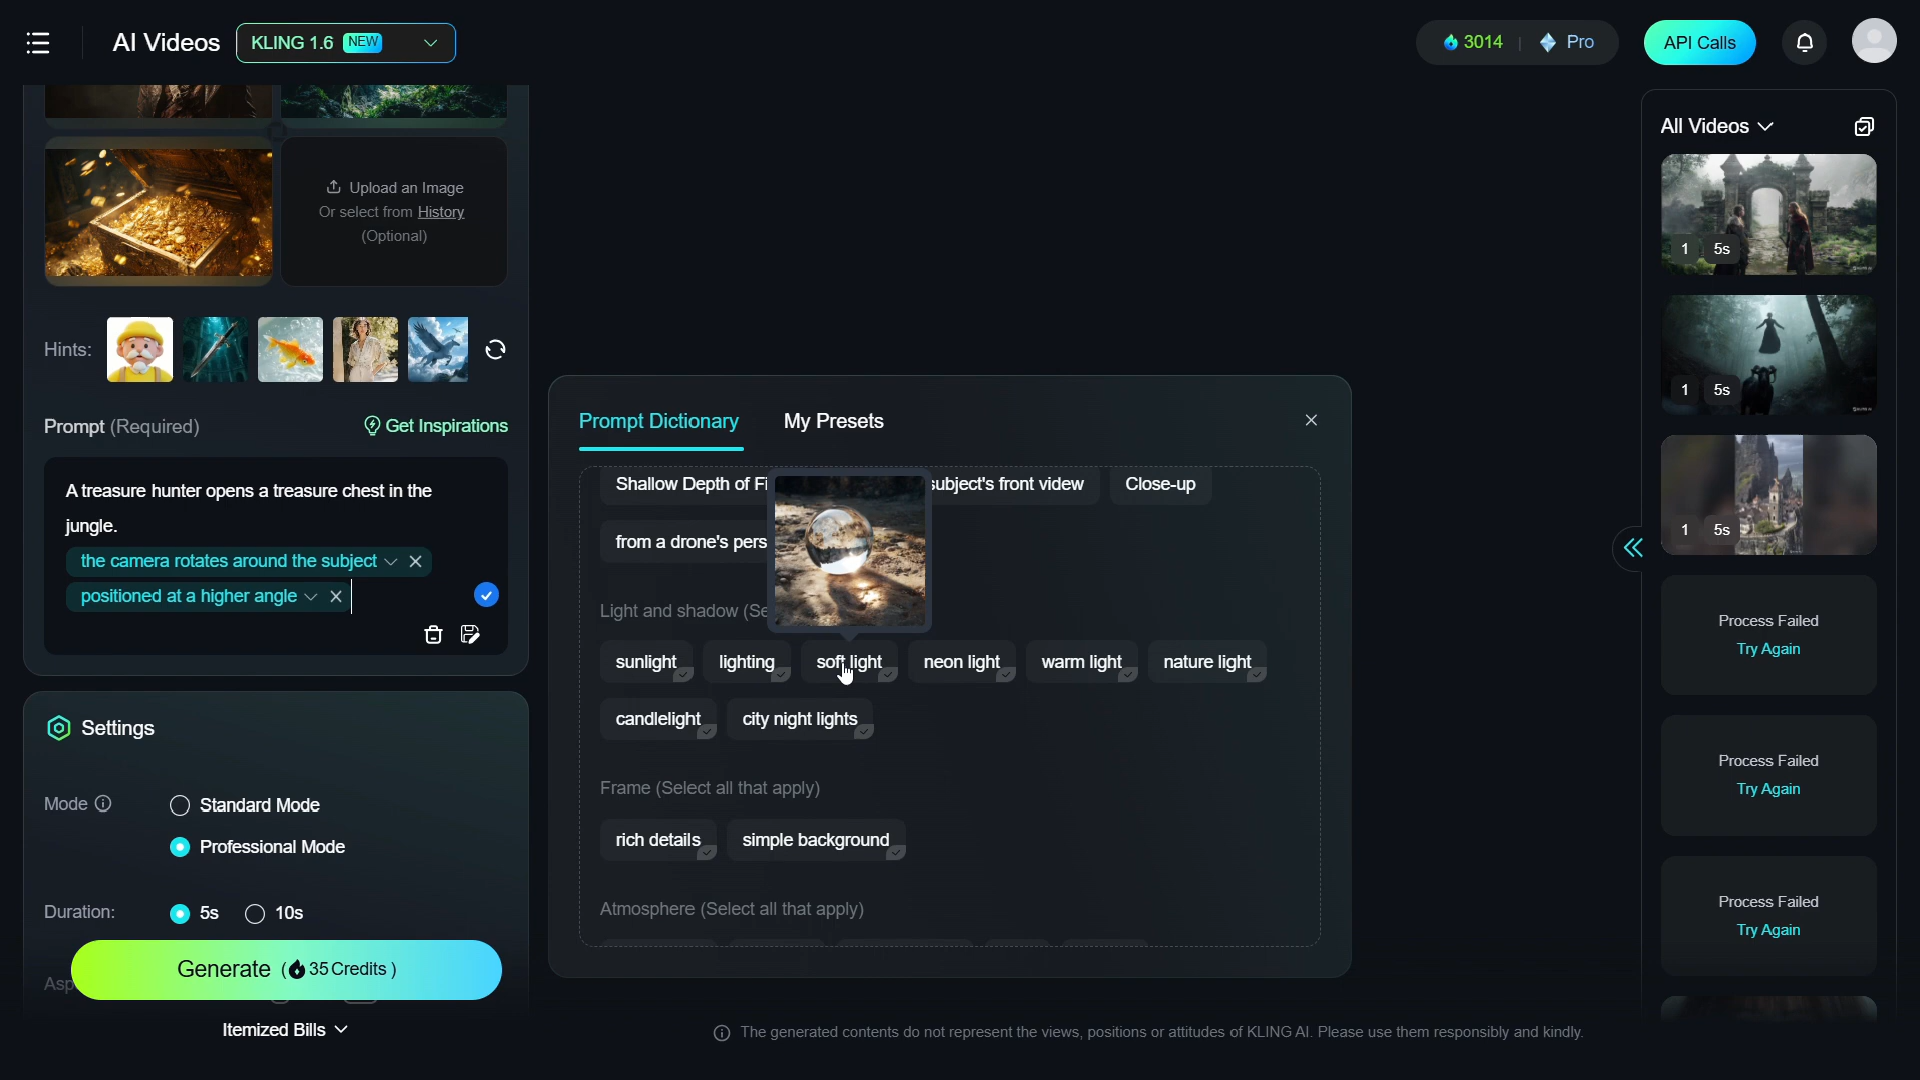 AI Videos
KLING 1.6 NEW
3014 | Pro
API Calls
Upload an Image
Or select from History
(Optional)
Hints:
Prompt (Required)
Get Inspirations
A treasure hunter opens a treasure chest in the
jungle.
the camera rotates around the subject
positioned at a higher angle
Settings
Mode
Standard Mode
Professional Mode
Duration:
5s
10s
Asp
Generate ( 35 Credits )
Itemized Bills
Prompt Dictionary
My Presets
Shallow Depth of Fi
subject's front videw
Close-up
from a drone's pers
Light and shadow (Se
sunlight
lighting
soft light
neon light
warm light
nature light
candlelight
city night lights
Frame (Select all that apply)
rich details
simple background
Atmosphere (Select all that apply)
The generated contents do not represent the views, positions or attitudes of KLING AI. Please use them responsibly and kindly.
All Videos
1 5s
1 5s
1 5s
Process Failed
Try Again
Process Failed
Try Again
Process Failed
Try Again